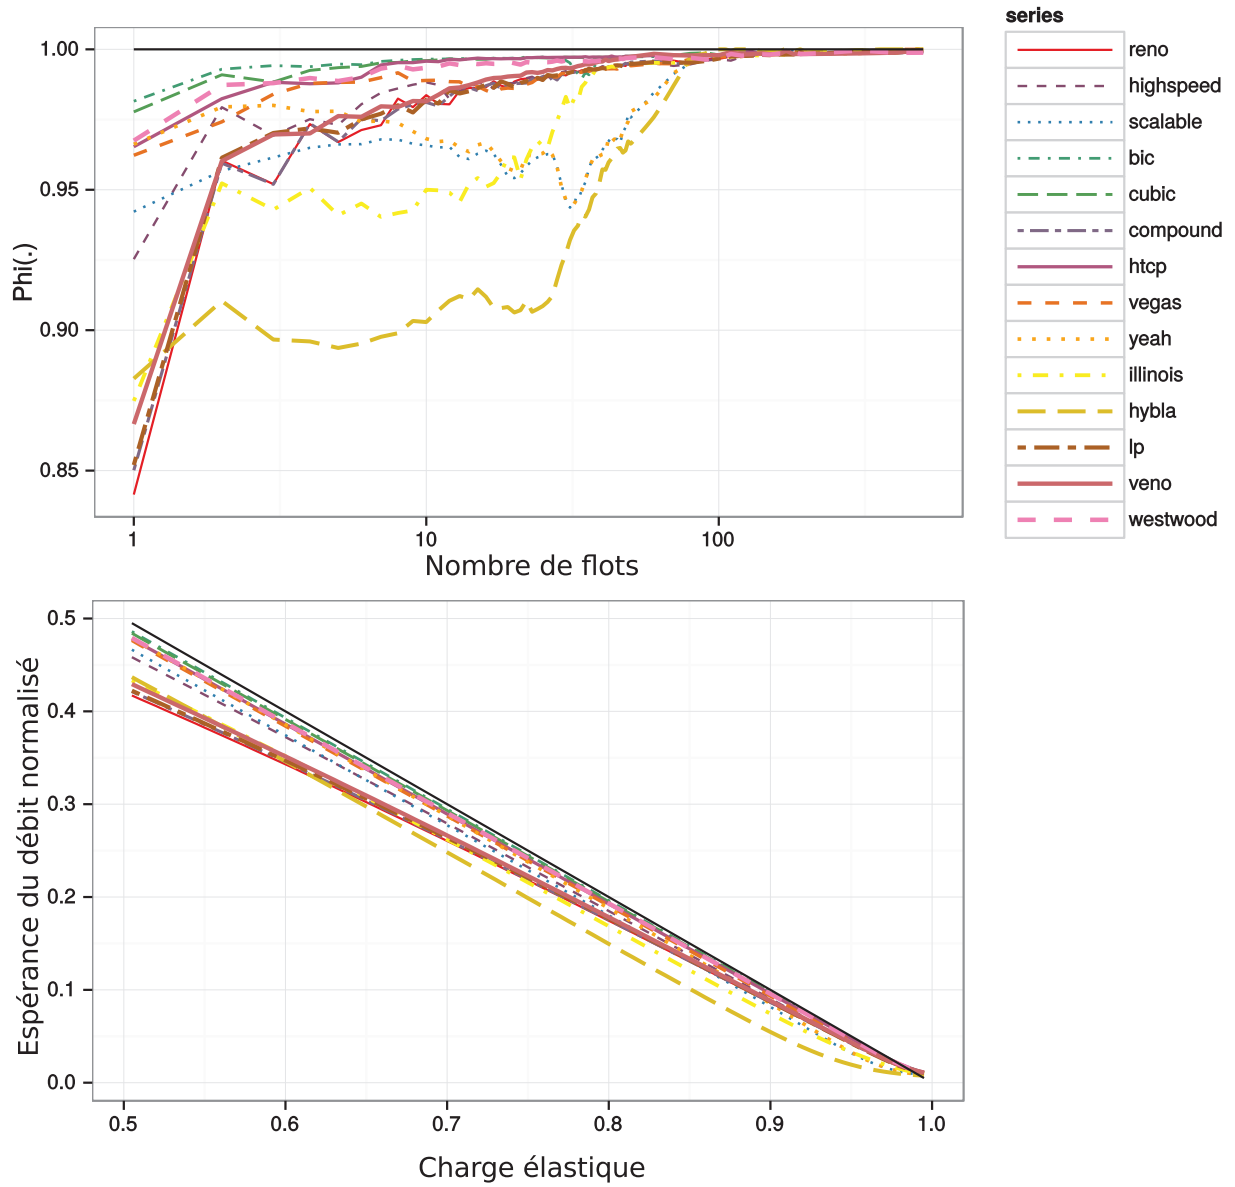 series
reno
highspeed
scalable
bic
cubic
compound
htcp
vegas
yeah
illinois
hybla
lp
veno
westwood
Phi(.)
1.00
0.95
0.90
0.85
1 10 100
Nombre de flots
Espérance du débit normalisé
0.5
0.4
0.3
0.2
0.1
0.0
0.5 0.6 0.7 0.8 0.9 1.0
Charge élastique